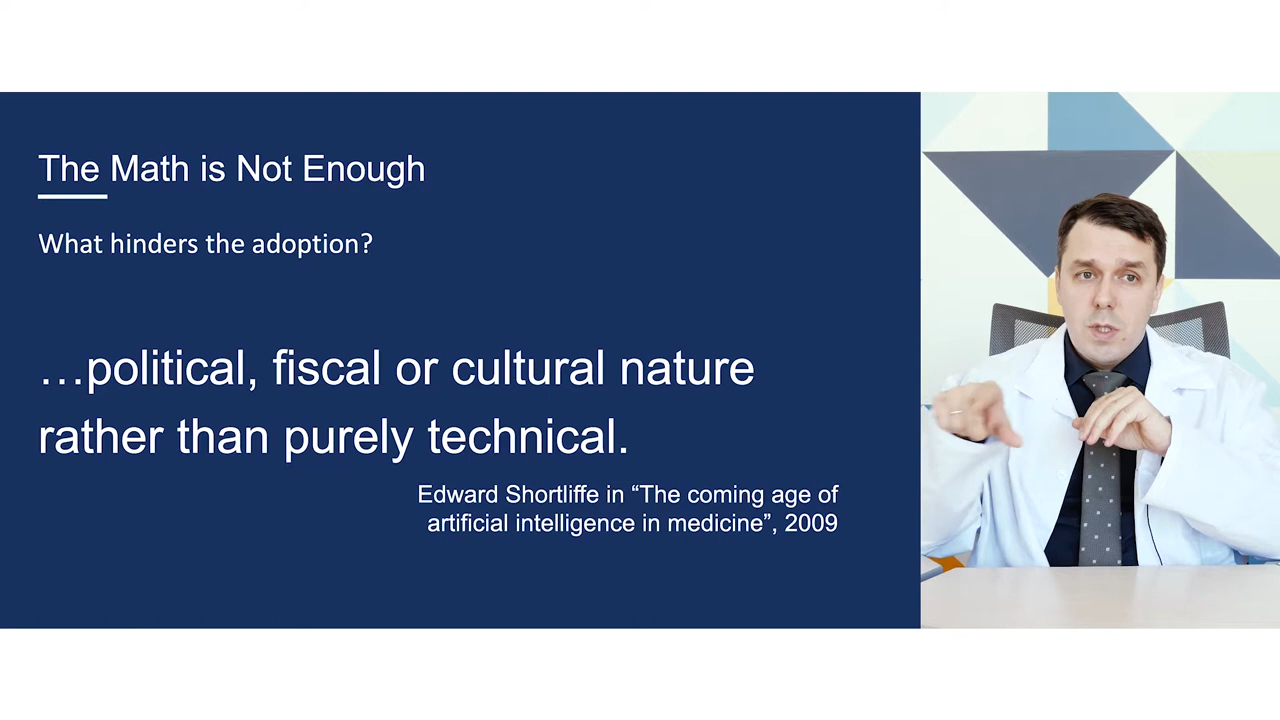 The Math is Not Enough
What hinders the adoption?
…political, fiscal or cultural nature
rather than purely technical.
Edward Shortliffe in “The coming age of
artificial intelligence in medicine”, 2009